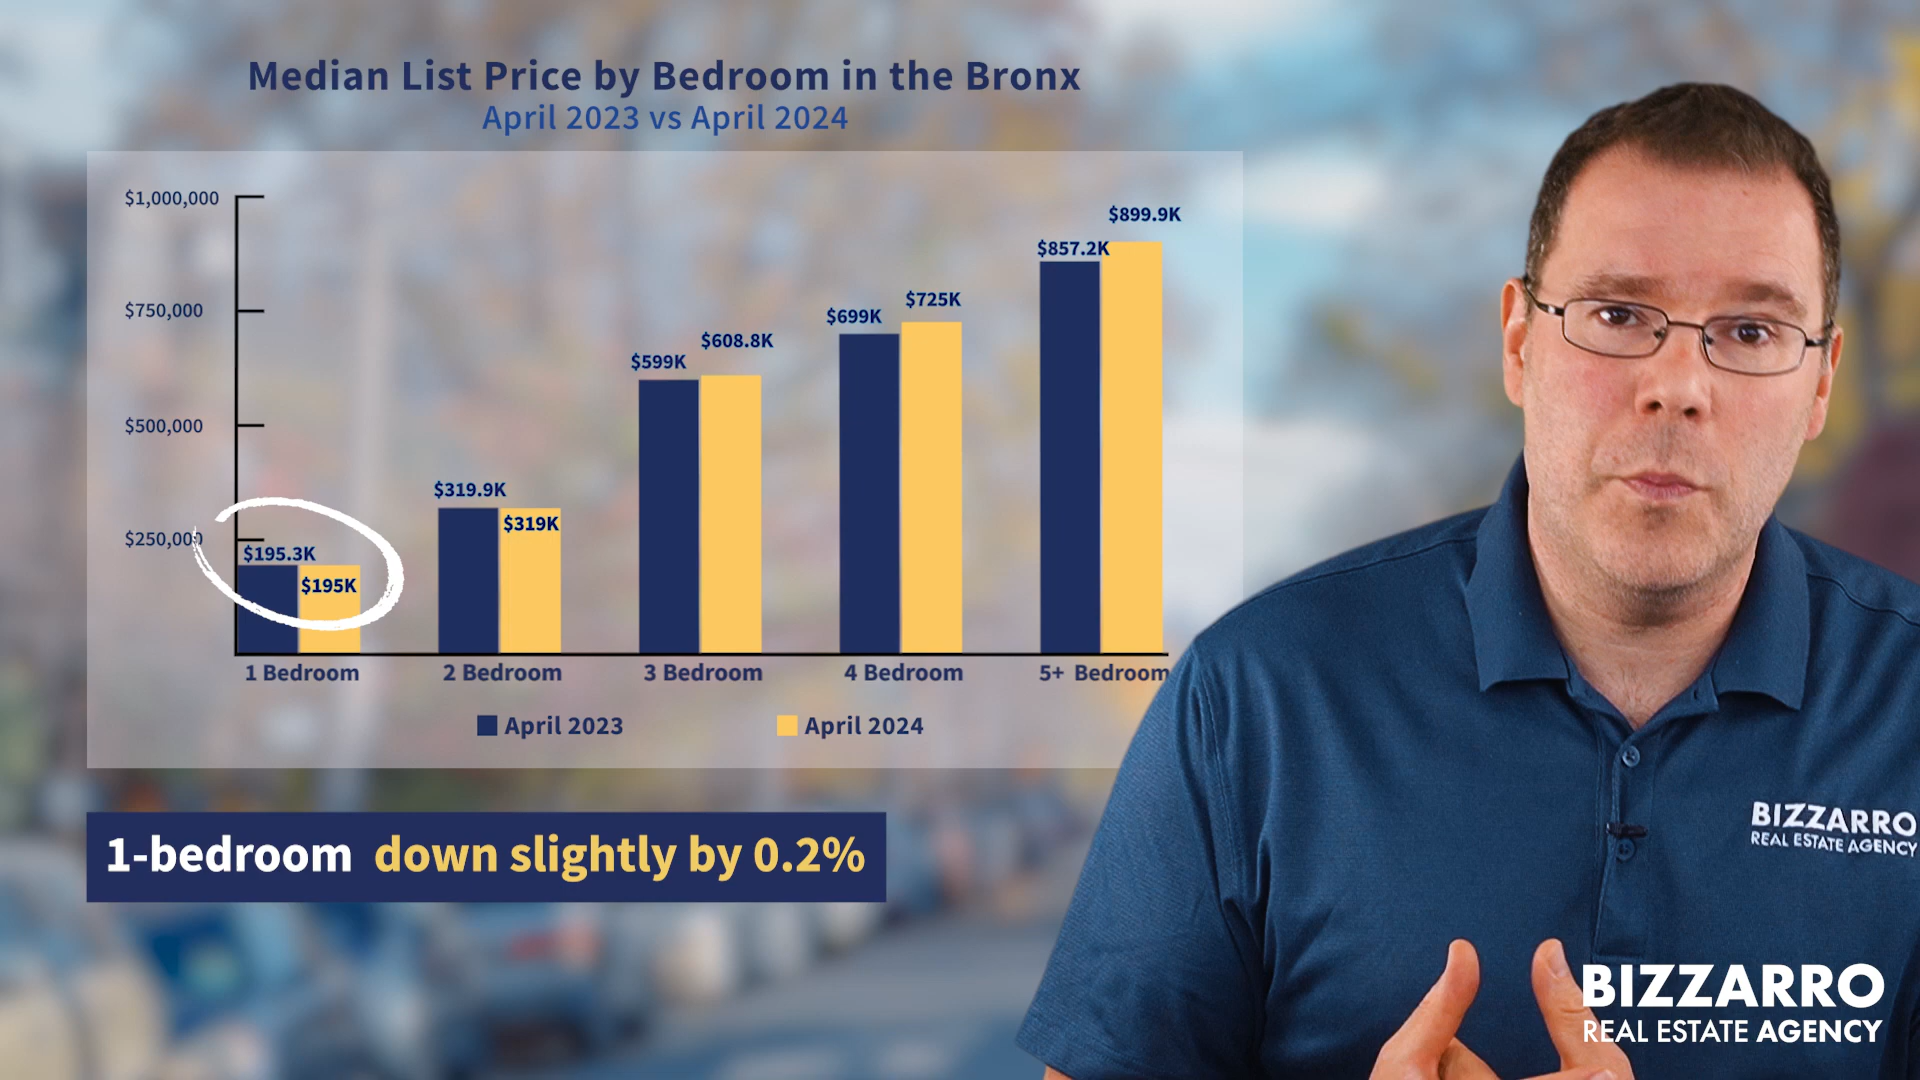 Median List Price by Bedroom in the Bronx
April 2023 vs April 2024
$1,000,000
$750,000
$500,000
$250,000
$195.3K
$195K
$319.9K
$319K
$599K
$608.8K
$699K
$725K
$857.2K
$899.9K
1 Bedroom
2 Bedroom
3 Bedroom
4 Bedroom
5+ Bedroom
April 2023
April 2024
1-bedroom down slightly by 0.2%
BIZZARRO
REAL ESTATE AGENCY
BIZZARRO
REAL ESTATE AGENCY